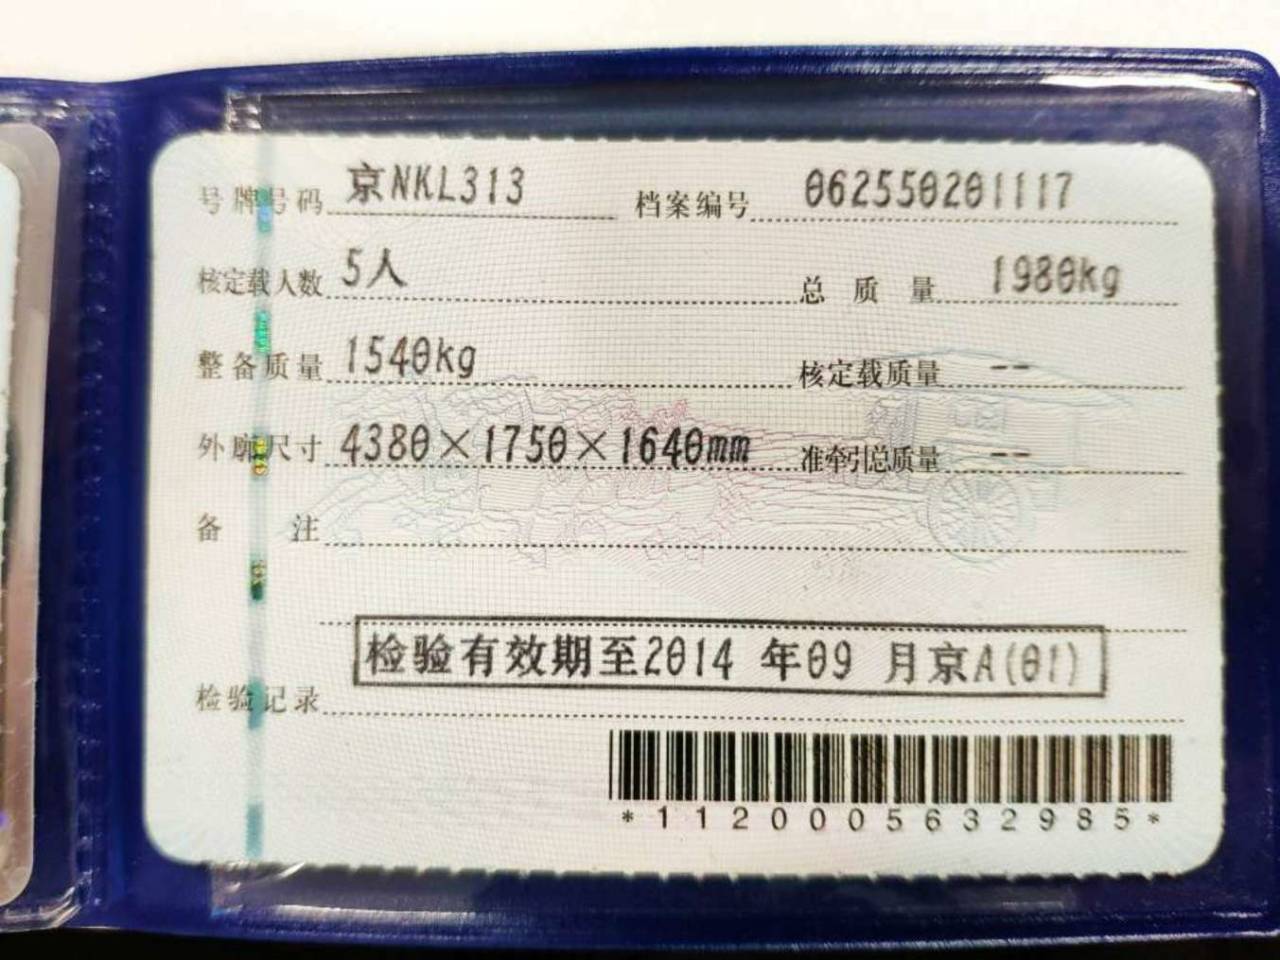 号牌号码 京NKL313 档案编号 062550201117
核定载人数 5人 总质量 1980kg
整备质量 1540kg 核定载质量 --
外廓尺寸 4380×1750×1640mm 准牵引总质量 --
备注
检验有效期至2014 年09 月京A(01)
检验记录
*1120005632985*